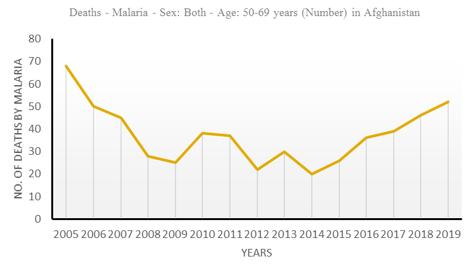 Deaths - Malaria - Sex: Both - Age: 50-69 years (Number) in Afghanistan
NO. OF DEATHS BY MALARIA
80
70
60
50
40
30
20
10
0
2005 2006 2007 2008 2009 2010 2011 2012 2013 2014 2015 2016 2017 2018 2019
YEARS